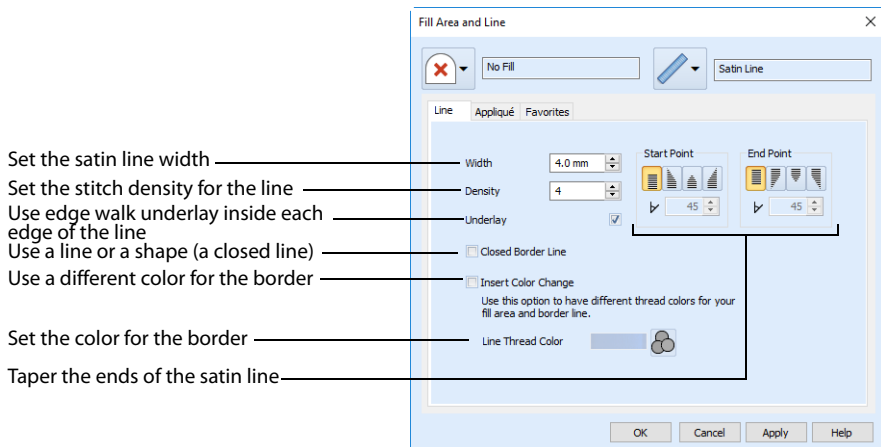 Fill Area and Line
No Fill
Satin Line
Line Appliqué Favorites
Set the satin line width
Width 4.0 mm
Start Point
End Point
Set the stitch density for the line
Density 4
Use edge walk underlay inside each
edge of the line
Underlay
45
45
Use a line or a shape (a closed line)
Closed Border Line
Use a different color for the border
Insert Color Change
Use this option to have different thread colors for your
fill area and border line.
Set the color for the border
Line Thread Color
Taper the ends of the satin line
OK Cancel Apply Help